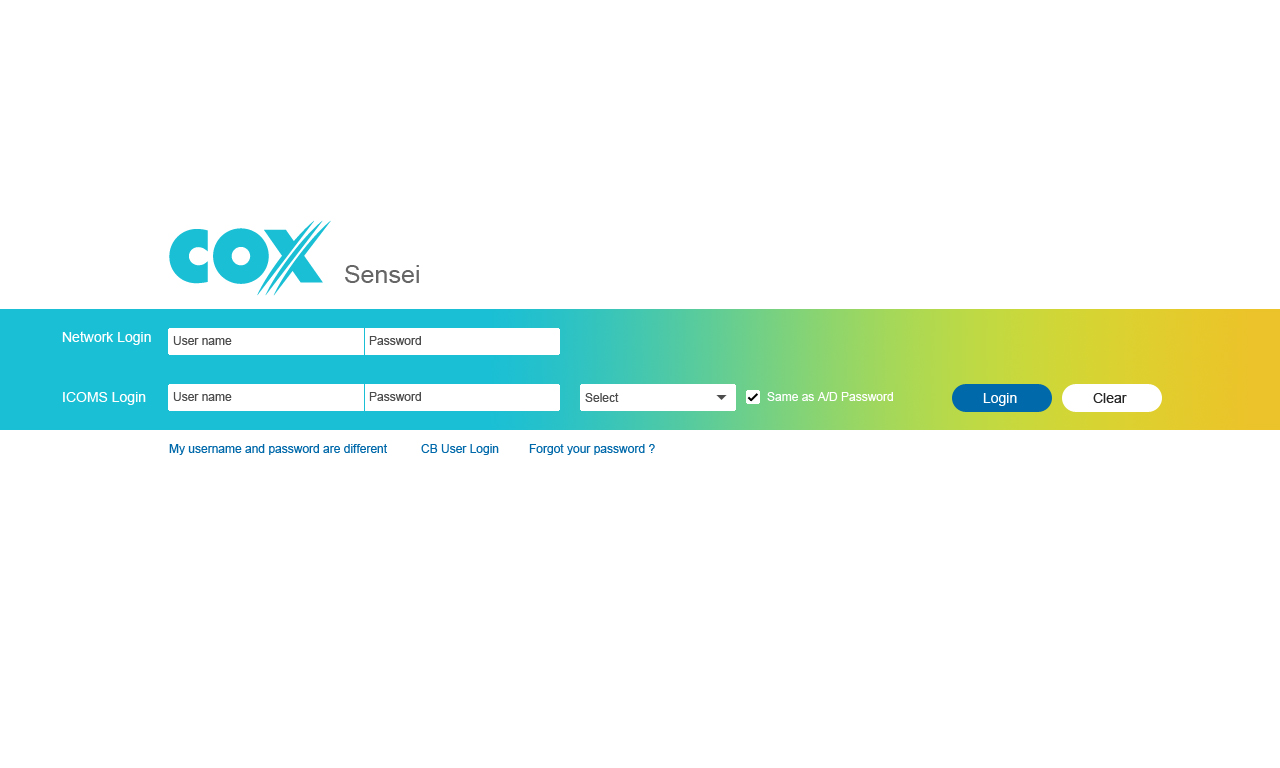 COX Sensei
Network Login User name Password
ICOMS Login User name Password Select Same as A/D Password Login Clear
My username and password are different CB User Login Forgot your password ?